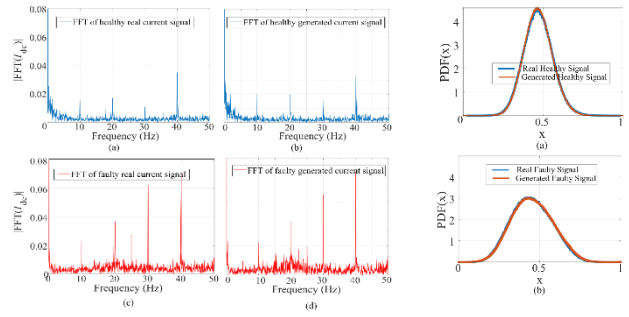 0.08
0.04
0.02
|FFT(I_dc)|
FFT of healthy real current signal
0 10 20 30 40 50
Frequency (Hz)
(a)
FFT of healthy generated current signal
0 10 20 30 40 50
Frequency (Hz)
(b)
4
3
2
1
PDF(x)
Real Healthy Signal
Generated Healthy Signal
0 0.5 1
x
(a)
0.08
0.04
0.02
|FFT(I_dc)|
FFT of faulty real current signal
0 10 20 30 40 50
Frequency (Hz)
(c)
FFT of faulty generated current signal
0 10 20 30 40 50
Frequency (Hz)
(d)
4
3
2
1
PDF(x)
Real Faulty Signal
Generated Faulty Signal
0 0.5 1
x
(b)